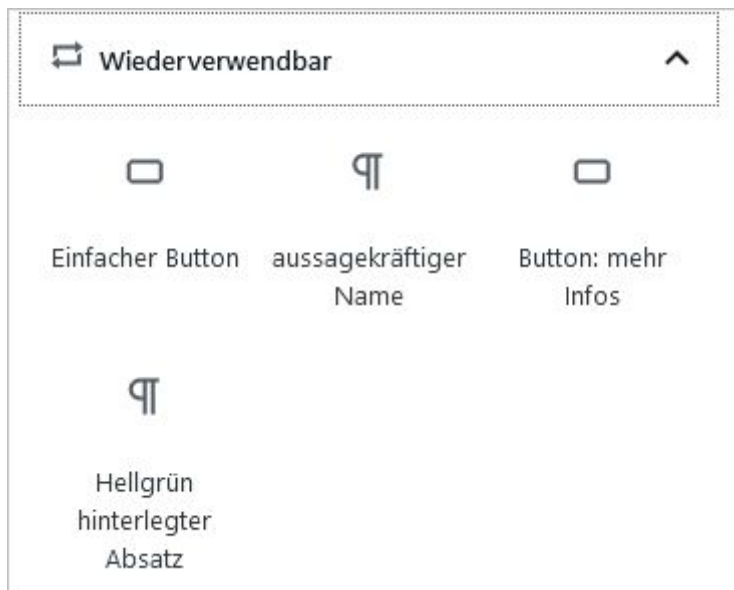 Wiederverwendbar
Einfacher Button
aussagekräftiger
Name
Button: mehr
Infos
Hellgrün
hinterlegter
Absatz